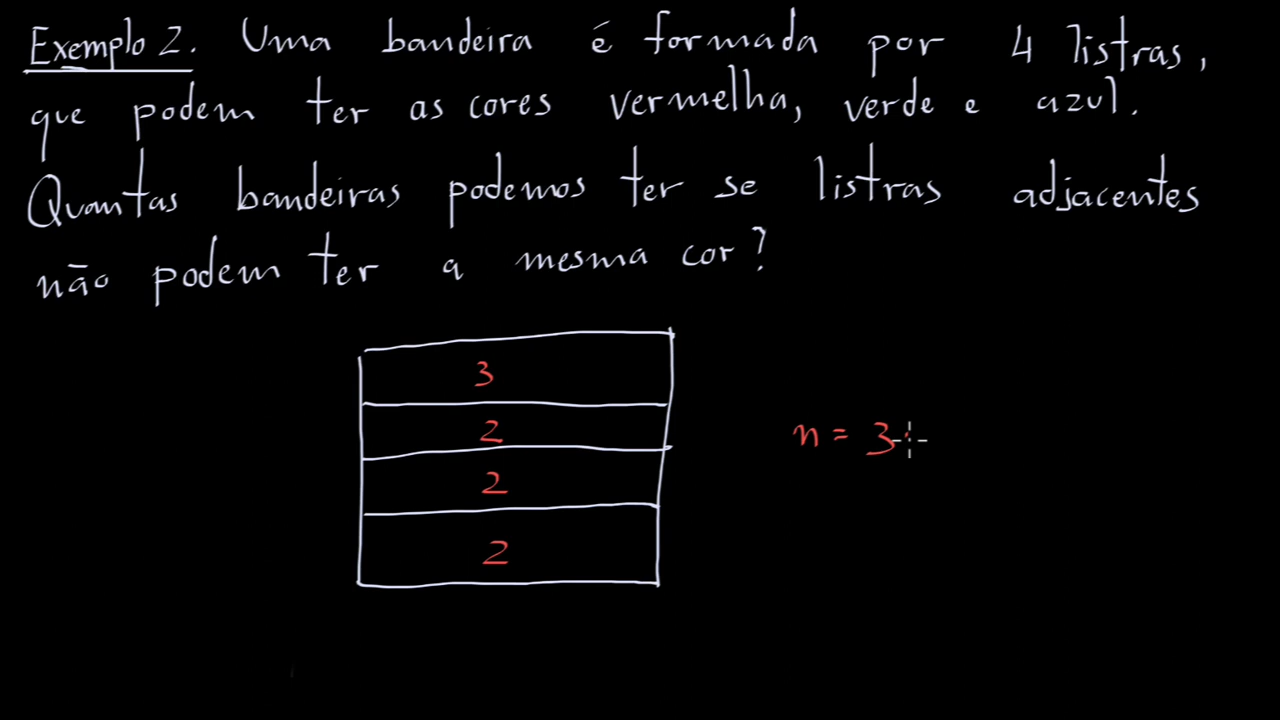 Exemplo 2. Uma bandeira é formada por 4 listras,
que podem ter as cores vermelha, verde e azul.
Quantas bandeiras podemos ter se listras adjacentes
não podem ter a mesma cor?
3
2
n = 3·
2
2